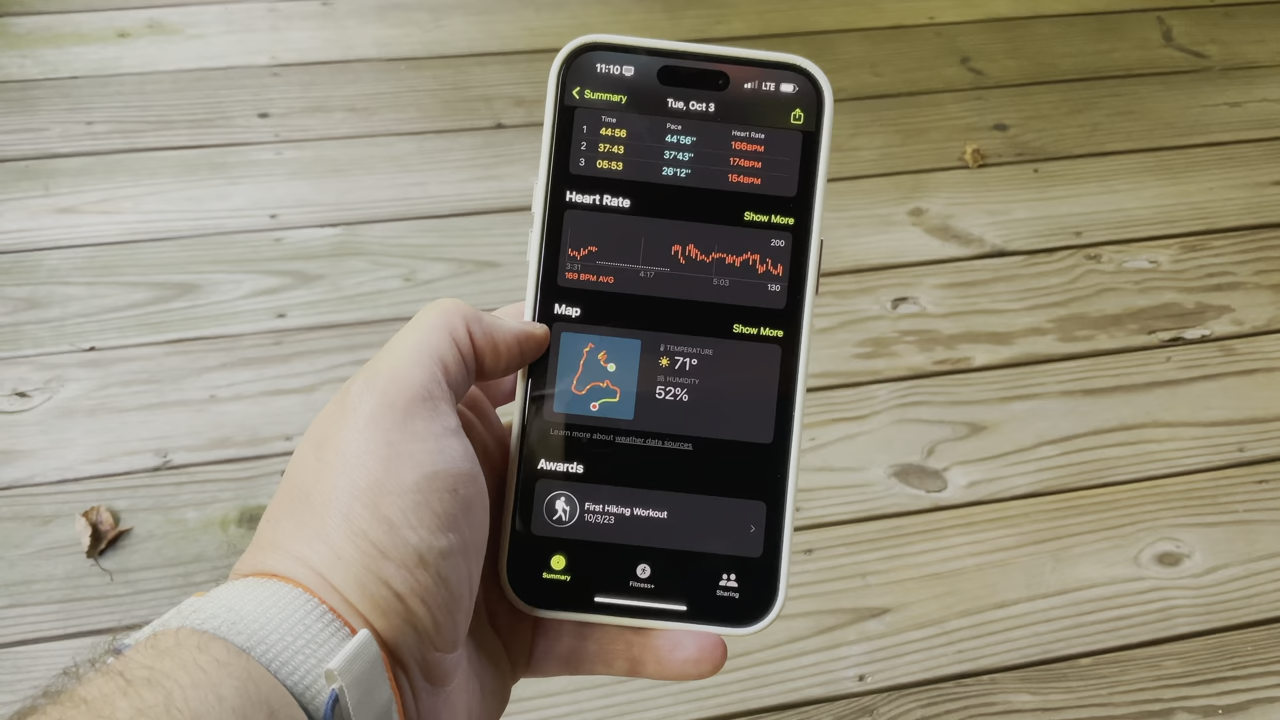 11:10 LTE
Summary Tue, Oct 3
Time Pace Heart Rate
1 44:56 44'56" 166BPM
2 37:43 37'43" 174BPM
3 05:53 26'12" 154BPM
Heart Rate Show More
200
3:31 4:17 5:03 130
169 BPM AVG
Map Show More
TEMPERATURE
71°
HUMIDITY
52%
Learn more about weather data sources
Awards
First Hiking Workout
10/3/23
Summary Fitness+ Sharing